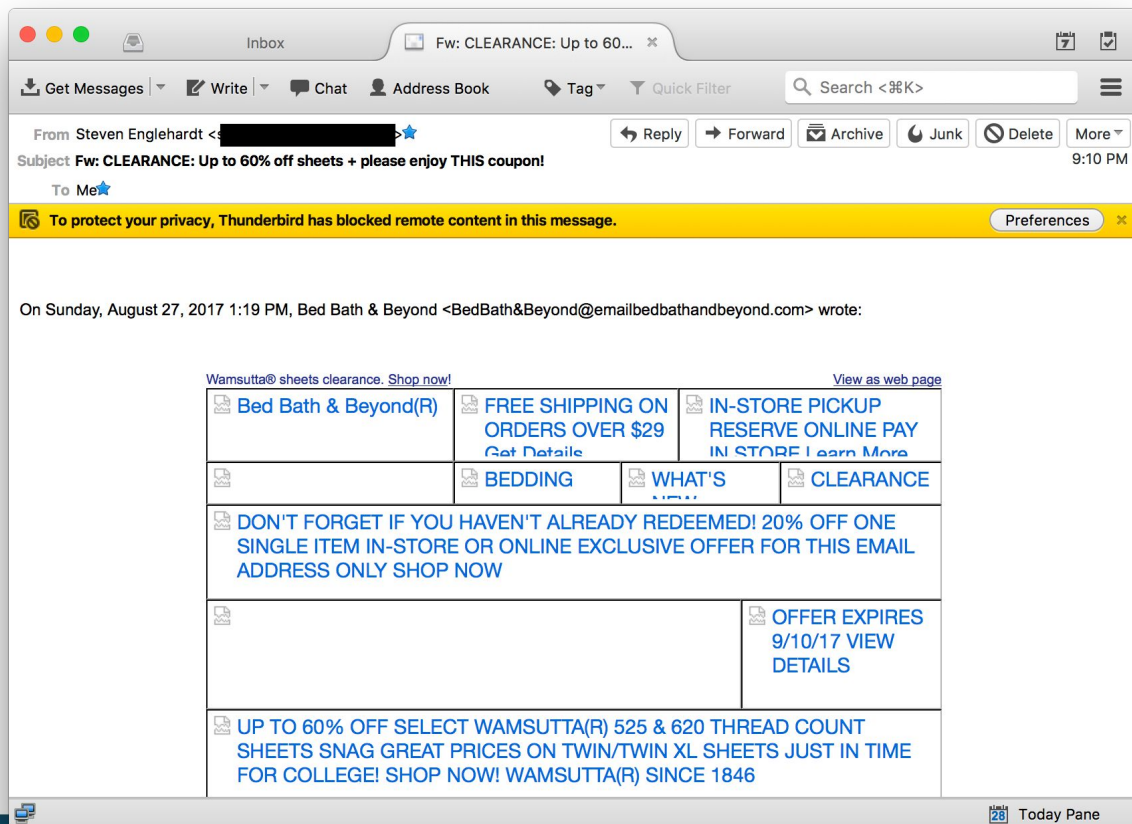 Inbox
Fw: CLEARANCE: Up to 60... ×
7
Get Messages Write Chat Address Book Tag Quick Filter Search <⌘K>
From Steven Englehardt <s > Reply Forward Archive Junk Delete More
Subject Fw: CLEARANCE: Up to 60% off sheets + please enjoy THIS coupon! 9:10 PM
To Me
To protect your privacy, Thunderbird has blocked remote content in this message. Preferences ×
On Sunday, August 27, 2017 1:19 PM, Bed Bath & Beyond <BedBath&Beyond@emailbedbathandbeyond.com> wrote:
Wamsutta® sheets clearance. Shop now! View as web page
Bed Bath & Beyond(R)
FREE SHIPPING ON
ORDERS OVER $29
Get Details
IN-STORE PICKUP
RESERVE ONLINE PAY
IN STORE Learn More
BEDDING
WHAT'S
NEW
CLEARANCE
DON'T FORGET IF YOU HAVEN'T ALREADY REDEEMED! 20% OFF ONE
SINGLE ITEM IN-STORE OR ONLINE EXCLUSIVE OFFER FOR THIS EMAIL
ADDRESS ONLY SHOP NOW
OFFER EXPIRES
9/10/17 VIEW
DETAILS
UP TO 60% OFF SELECT WAMSUTTA(R) 525 & 620 THREAD COUNT
SHEETS SNAG GREAT PRICES ON TWIN/TWIN XL SHEETS JUST IN TIME
FOR COLLEGE! SHOP NOW! WAMSUTTA(R) SINCE 1846
28 Today Pane